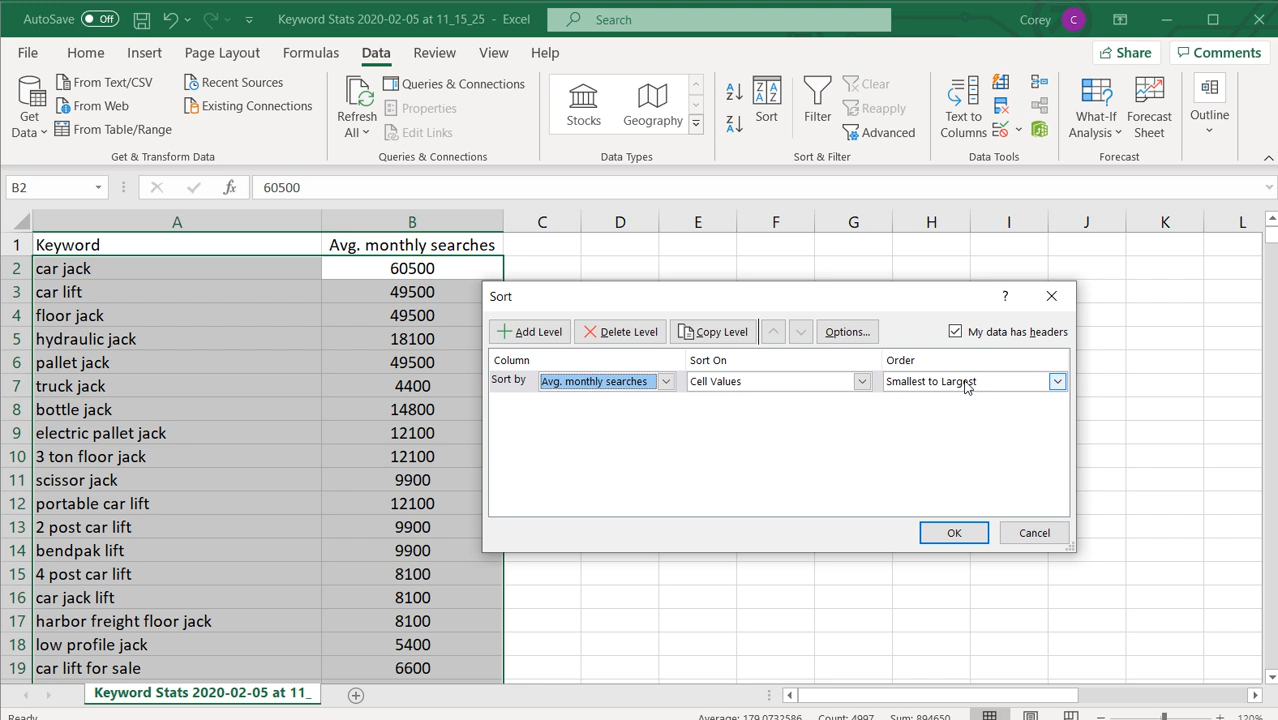 AutoSave Off Keyword Stats 2020-02-05 at 11_15_25 - Excel Search Corey C
File Home Insert Page Layout Formulas Data Review View Help Share Comments
Get Data
From Text/CSV
From Web
From Table/Range
Recent Sources
Existing Connections
Get & Transform Data
Refresh All
Queries & Connections
Properties
Edit Links
Queries & Connections
Stocks Geography
Data Types
Sort
Filter
Clear
Reapply
Advanced
Sort & Filter
Text to Columns
Data Tools
What-If Analysis
Forecast Sheet
Forecast
Outline
B2 fx 60500
A B C D E F G H I J K L
1 Keyword Avg. monthly searches
2 car jack 60500
3 car lift 49500
4 floor jack 49500
5 hydraulic jack 18100
6 pallet jack 49500
7 truck jack 4400
8 bottle jack 14800
9 electric pallet jack 12100
10 3 ton floor jack 12100
11 scissor jack 9900
12 portable car lift 12100
13 2 post car lift 9900
14 bendpak lift 9900
15 4 post car lift 8100
16 car jack lift 8100
17 harbor freight floor jack 8100
18 low profile jack 5400
19 car lift for sale 6600
Sort ?
Add Level Delete Level Copy Level Options... My data has headers
Column Sort On Order
Sort by Avg. monthly searches Cell Values Smallest to Largest
OK Cancel
Keyword Stats 2020-02-05 at 11_
Ready Average: 179.0732586 Count: 4997 Sum: 894650 120%